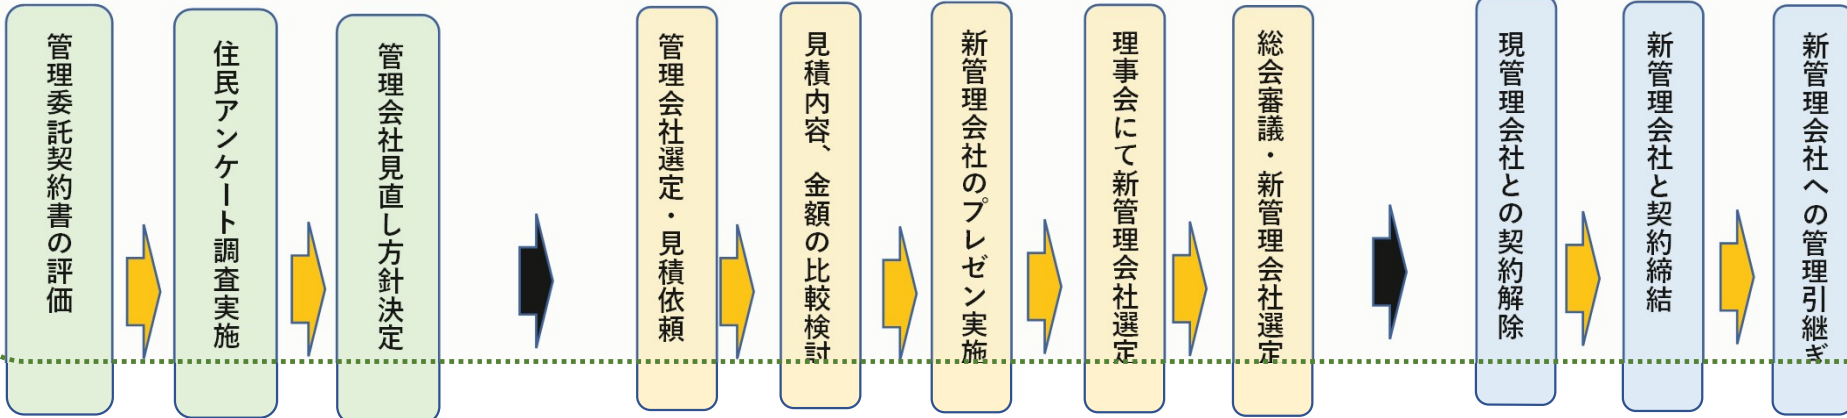 管理委託契約書の評価
住民アンケート調査実施
管理会社見直し方針決定
管理会社選定・見積依頼
見積内容、金額の比較検討
新管理会社のプレゼン実施
理事会にて新管理会社選定
総会審議・新管理会社選定
現管理会社との契約解除
新管理会社と契約締結
新管理会社への管理引継ぎ